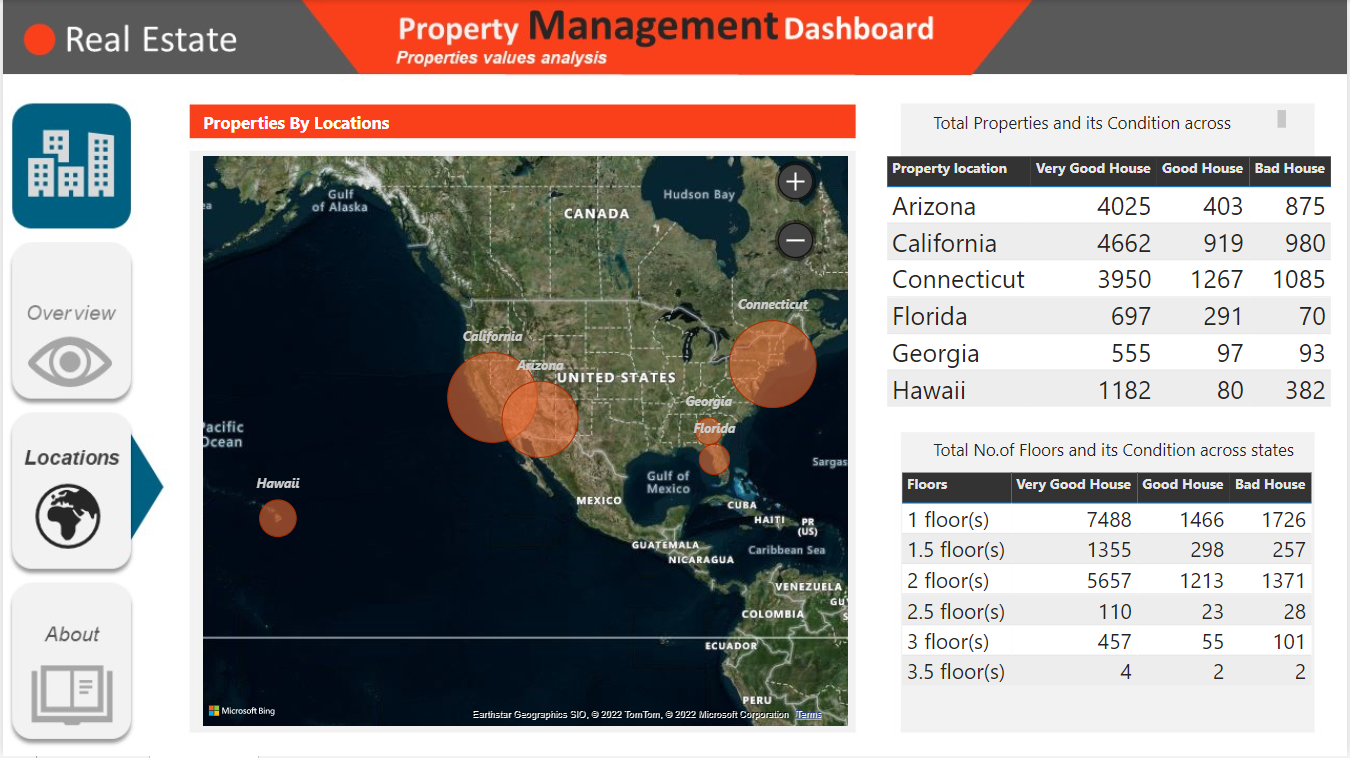 Real Estate
Property Management Dashboard
Properties values analysis
Overview
Locations
About
Properties By Locations
Gulf
of Alaska
CANADA
Hudson Bay
Connecticut
California
Arizona
UNITED STATES
Georgia
Florida
Pacific
Ocean
Hawaii
Gulf of
Mexico
Sargas
MEXICO
CUBA
HAITI
PR
(US)
GUATEMALA
Caribbean Sea
NICARAGUA
VENEZUELA
GU
COLOMBIA
ECUADOR
PERU
Microsoft Bing
Earthstar Geographics SIO, © 2022 TomTom, © 2022 Microsoft Corporation Terms
Total Properties and its Condition across
Property location Very Good House Good House Bad House
Arizona 4025 403 875
California 4662 919 980
Connecticut 3950 1267 1085
Florida 697 291 70
Georgia 555 97 93
Hawaii 1182 80 382
Total No.of Floors and its Condition across states
Floors Very Good House Good House Bad House
1 floor(s) 7488 1466 1726
1.5 floor(s) 1355 298 257
2 floor(s) 5657 1213 1371
2.5 floor(s) 110 23 28
3 floor(s) 457 55 101
3.5 floor(s) 4 2 2